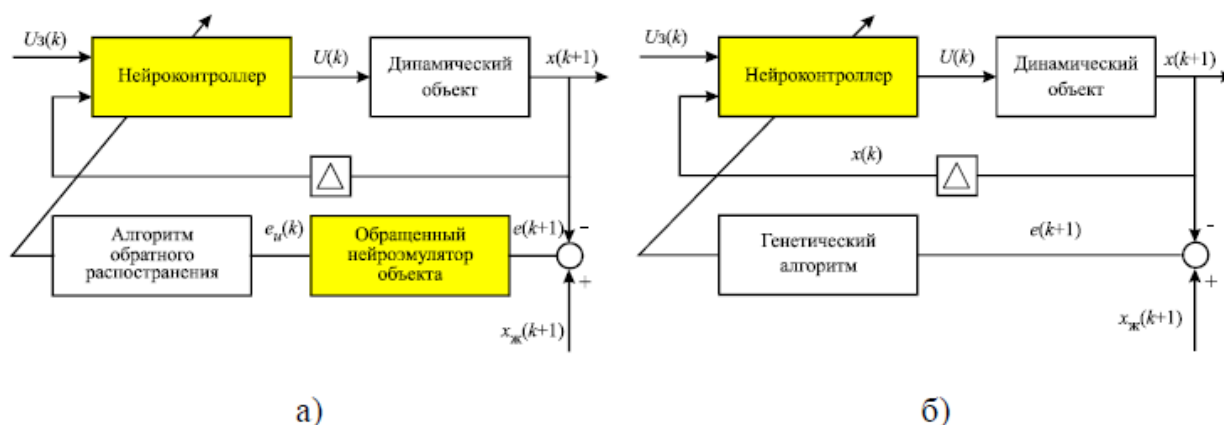 Uз(k)
Нейроконтроллер
U(k)
Динамический
объект
x(k+1)
△
Алгоритм
обратного
распостранения
eᵤ(k)
Обращенный
нейроэмулятор
объекта
e(k+1)
-
+
xж(k+1)
а)
Uз(k)
Нейроконтроллер
U(k)
Динамический
объект
x(k+1)
x(k)
△
Генетический
алгоритм
e(k+1)
-
+
xж(k+1)
б)